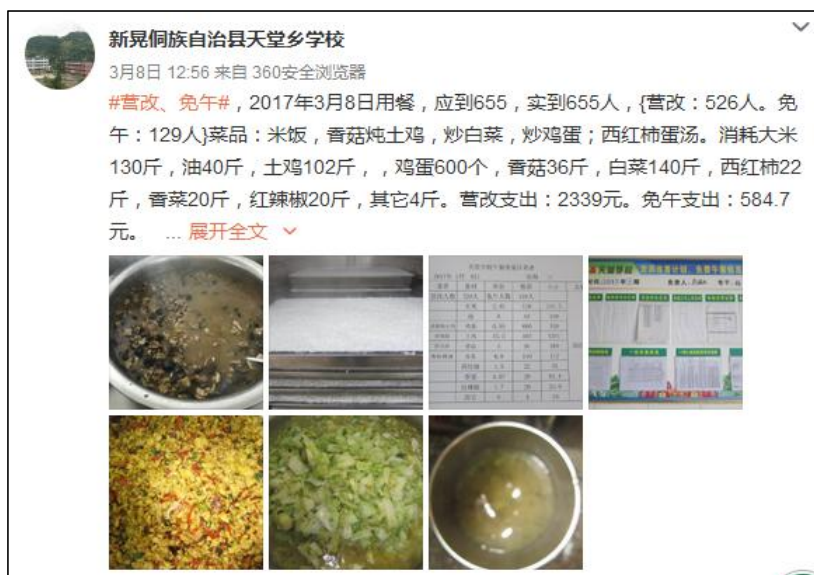 新晃侗族自治县天堂乡学校
3月8日 12:56 来自 360安全浏览器
#营改、免午#，2017年3月8日用餐，应到655，实到655人，{营改：526人。免
午：129人}菜品：米饭，香菇炖土鸡，炒白菜，炒鸡蛋；西红柿蛋汤。消耗大米
130斤，油40斤，土鸡102斤，，鸡蛋600个，香菇36斤，白菜140斤，西红柿22
斤，香菜20斤，红辣椒20斤，其它4斤。营改支出：2339元。免午支出：584.7
元。 ... 展开全文